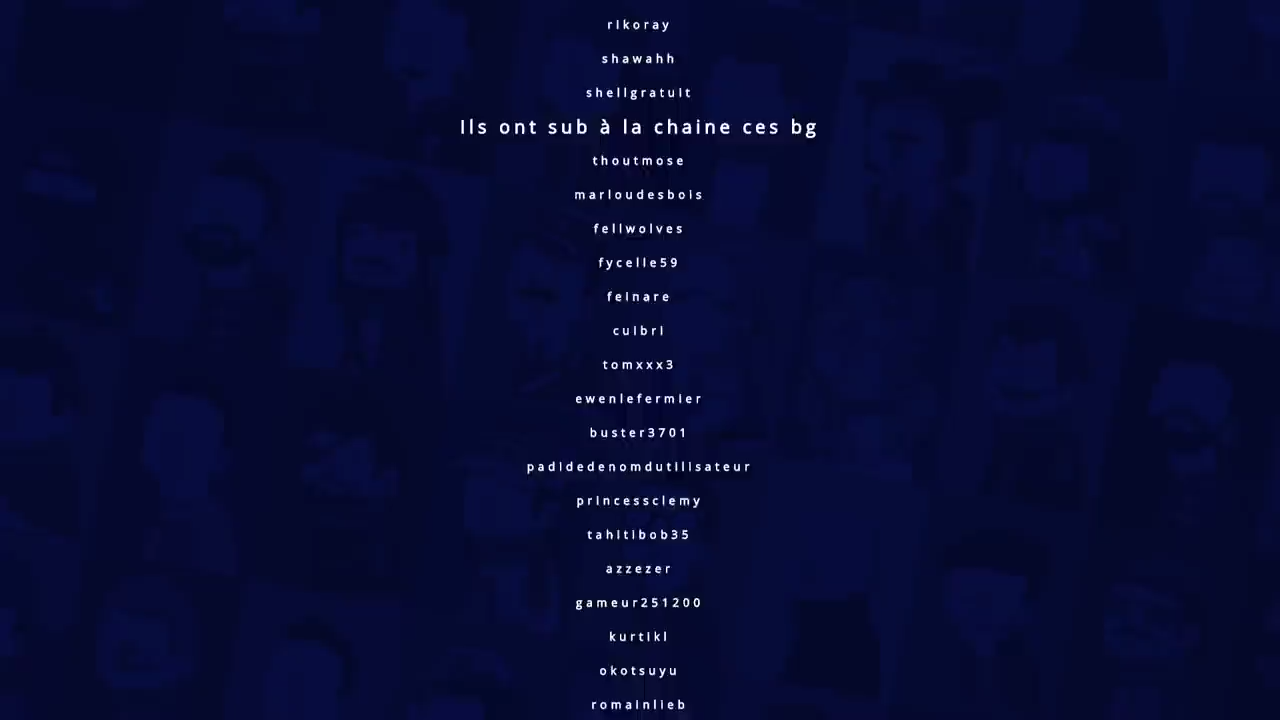 rikoray
shawahh
shellgratuit
Ils ont sub à la chaine ces bg
thoutmose
marloudesbois
fellwolves
fycelle59
feinare
culbri
tomxxx3
ewenlefermier
buster3701
padidedenomdutilisateur
princessclemy
tahitibob35
azzezer
gameur251200
kurtiki
okotsuyu
romainlieb